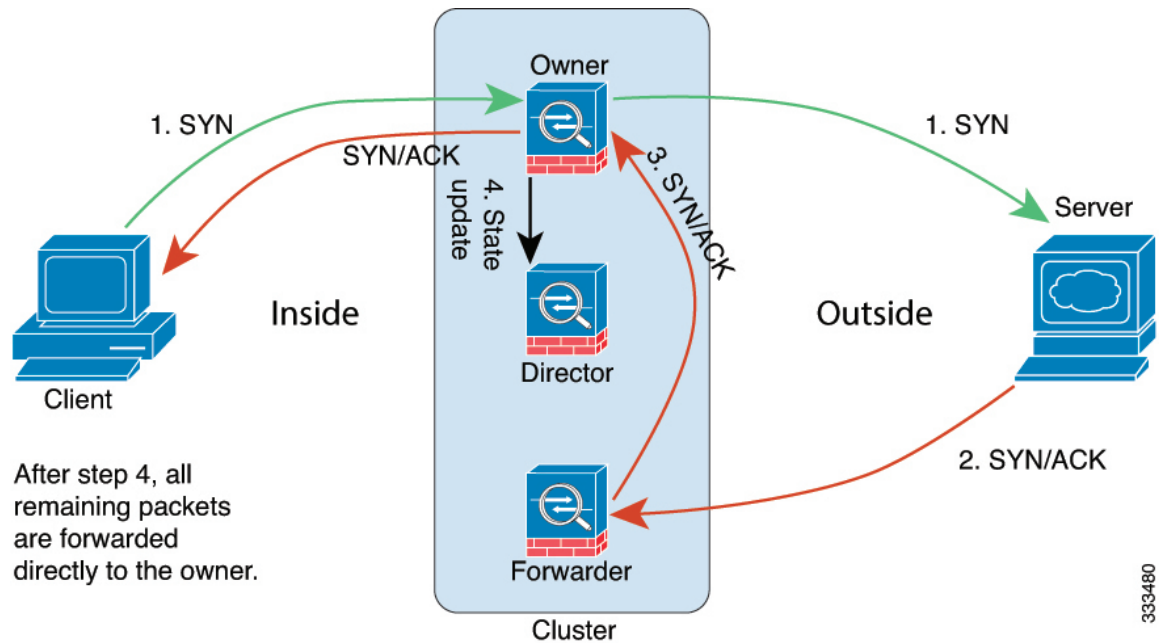 Owner
1. SYN
1. SYN
SYN/ACK
3. SYN/ACK
4. State
update
Server
Inside
Outside
Director
Client
2. SYN/ACK
After step 4, all
remaining packets
are forwarded
directly to the owner.
Forwarder
Cluster
333480